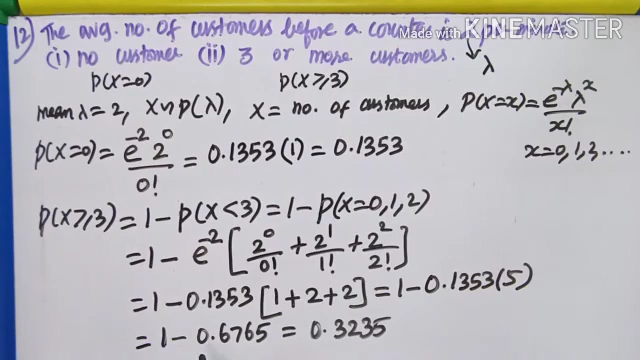 12) The avg. no. of customers before a counter is
Made with KINEMASTER
(i) no customer (ii) 3 or more customers. λ
P(X=0) P(X≥3)
mean λ = 2, X~P(λ), X = no. of customers, P(X=x) = e^-λ λ^x / x!
P(X=0) = e^-2 2^0 / 0! = 0.1353(1) = 0.1353
x=0,1,3....
P(X≥3) = 1 - P(X<3) = 1 - P(X=0,1,2)
= 1 - e^-2 [2^0/0! + 2^1/1! + 2^2/2!]
= 1 - 0.1353[1+2+2] = 1 - 0.1353(5)
= 1 - 0.6765 = 0.3235